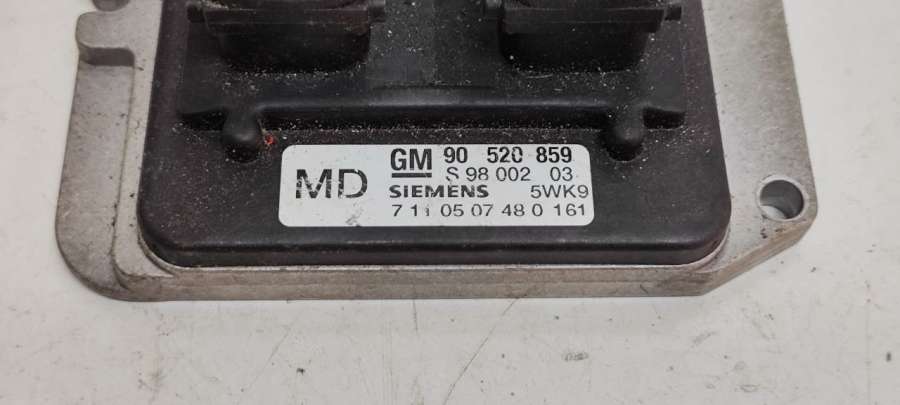 GM 90 520 859
MD S 98 002 03
SIEMENS 5WK9
7 11 05 07 48 0 161